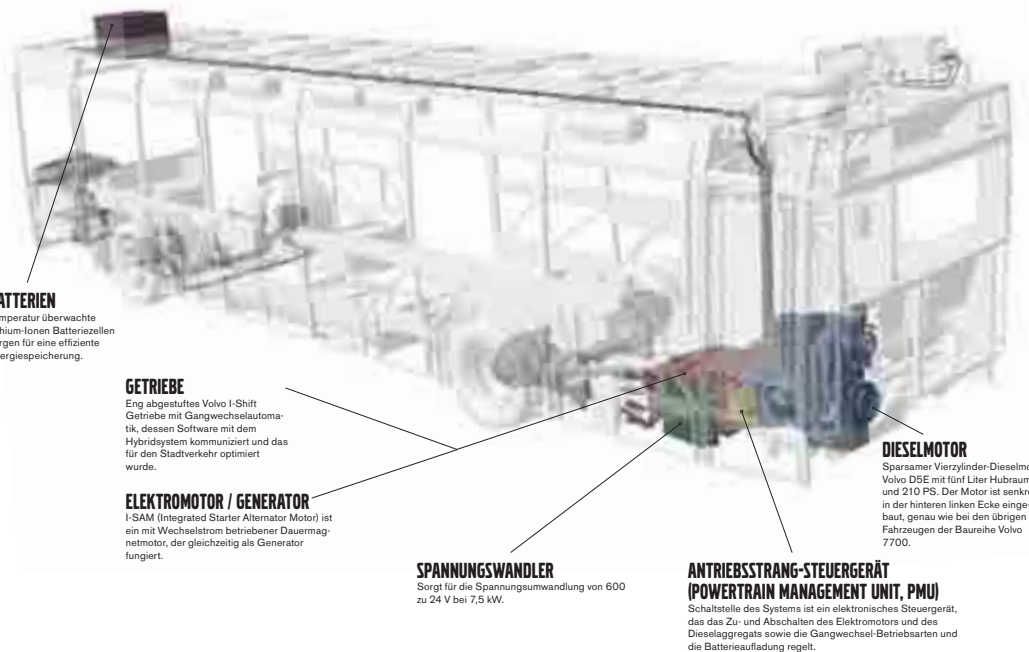 ATTERIEN
mperatur überwachte
hium-Ionen Batteriezellen
rgen für eine effiziente
ergiespeicherung.
GETRIEBE
Eng abgestuftes Volvo I-Shift
Getriebe mit Gangwechselautoma-
tik, dessen Software mit dem
Hybridsystem kommuniziert und das
für den Stadtverkehr optimiert
wurde.
ELEKTROMOTOR / GENERATOR
I-SAM (Integrated Starter Alternator Motor) ist
ein mit Wechselstrom betriebener Dauermag-
netmotor, der gleichzeitig als Generator
fungiert.
SPANNUNGSWANDLER
Sorgt für die Spannungsumwandlung von 600
zu 24 V bei 7,5 kW.
ANTRIEBSSTRANG-STEUERGERÄT
(POWERTRAIN MANAGEMENT UNIT, PMU)
Schaltstelle des Systems ist ein elektronisches Steuergerät,
das das Zu- und Abschalten des Elektromotors und des
Dieselaggregats sowie die Gangwechsel-Betriebsarten und
die Batterieaufladung regelt.
DIESELMOTOR
Sparsamer Vierzylinder-Dieselmo
Volvo D5E mit fünf Liter Hubraum
und 210 PS. Der Motor ist senkre
in der hinteren linken Ecke einge-
baut, genau wie bei den übrigen
Fahrzeugen der Baureihe Volvo
7700.